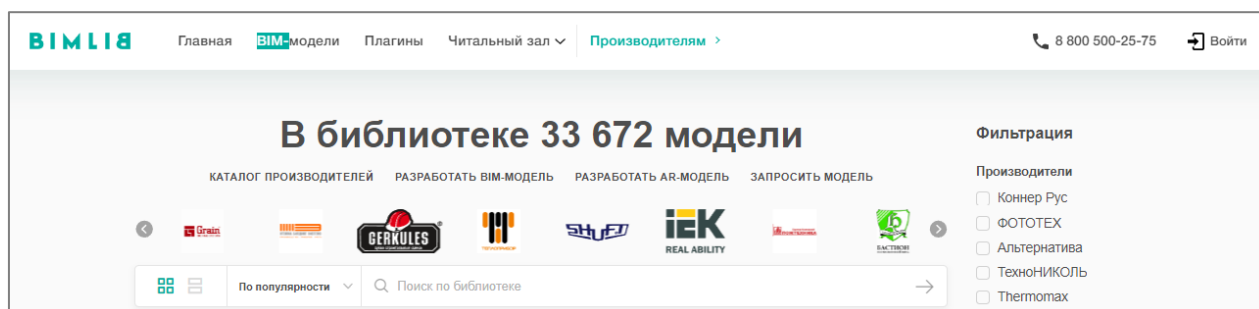 BIMLIB Главная BIM-модели Плагины Читальный зал Производителям > 8 800 500-25-75 Войти
В библиотеке 33 672 модели
КАТАЛОГ ПРОИЗВОДИТЕЛЕЙ РАЗРАБОТАТЬ BIM-МОДЕЛЬ РАЗРАБОТАТЬ AR-МОДЕЛЬ ЗАПРОСИТЬ МОДЕЛЬ
Grain GERKULES SHUFT IEK REAL ABILITY БАСТИОН
По популярности Поиск по библиотеке
Фильтрация
Производители
Коннер Рус
ФОТОТЕХ
Альтернатива
ТехноНИКОЛЬ
Thermomax